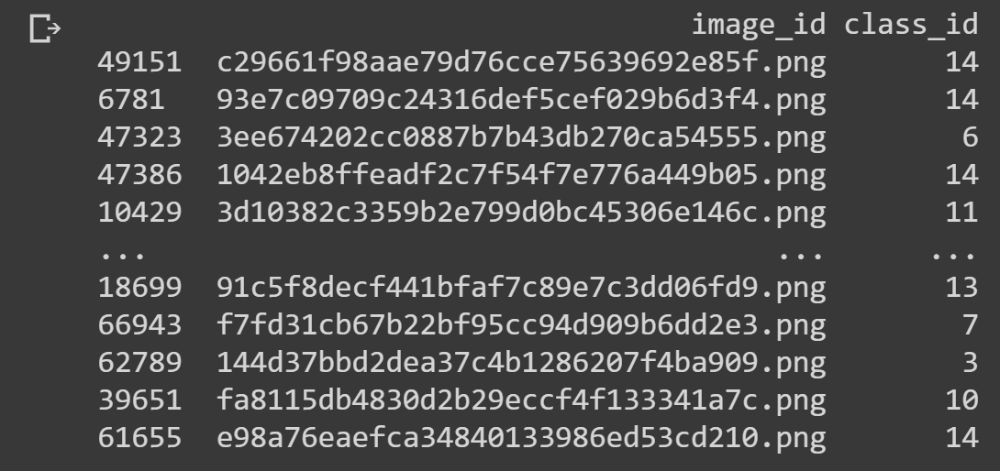 image_id class_id
49151 c29661f98aae79d76cce75639692e85f.png 14
6781 93e7c09709c24316def5cef029b6d3f4.png 14
47323 3ee674202cc0887b7b43db270ca54555.png 6
47386 1042eb8ffeadf2c7f54f7e776a449b05.png 14
10429 3d10382c3359b2e799d0bc45306e146c.png 11
... ... ...
18699 91c5f8decf441bfaf7c89e7c3dd06fd9.png 13
66943 f7fd31cb67b22bf95cc94d909b6dd2e3.png 7
62789 144d37bbd2dea37c4b1286207f4ba909.png 3
39651 fa8115db4830d2b29eccf4f133341a7c.png 10
61655 e98a76eaefca34840133986ed53cd210.png 14